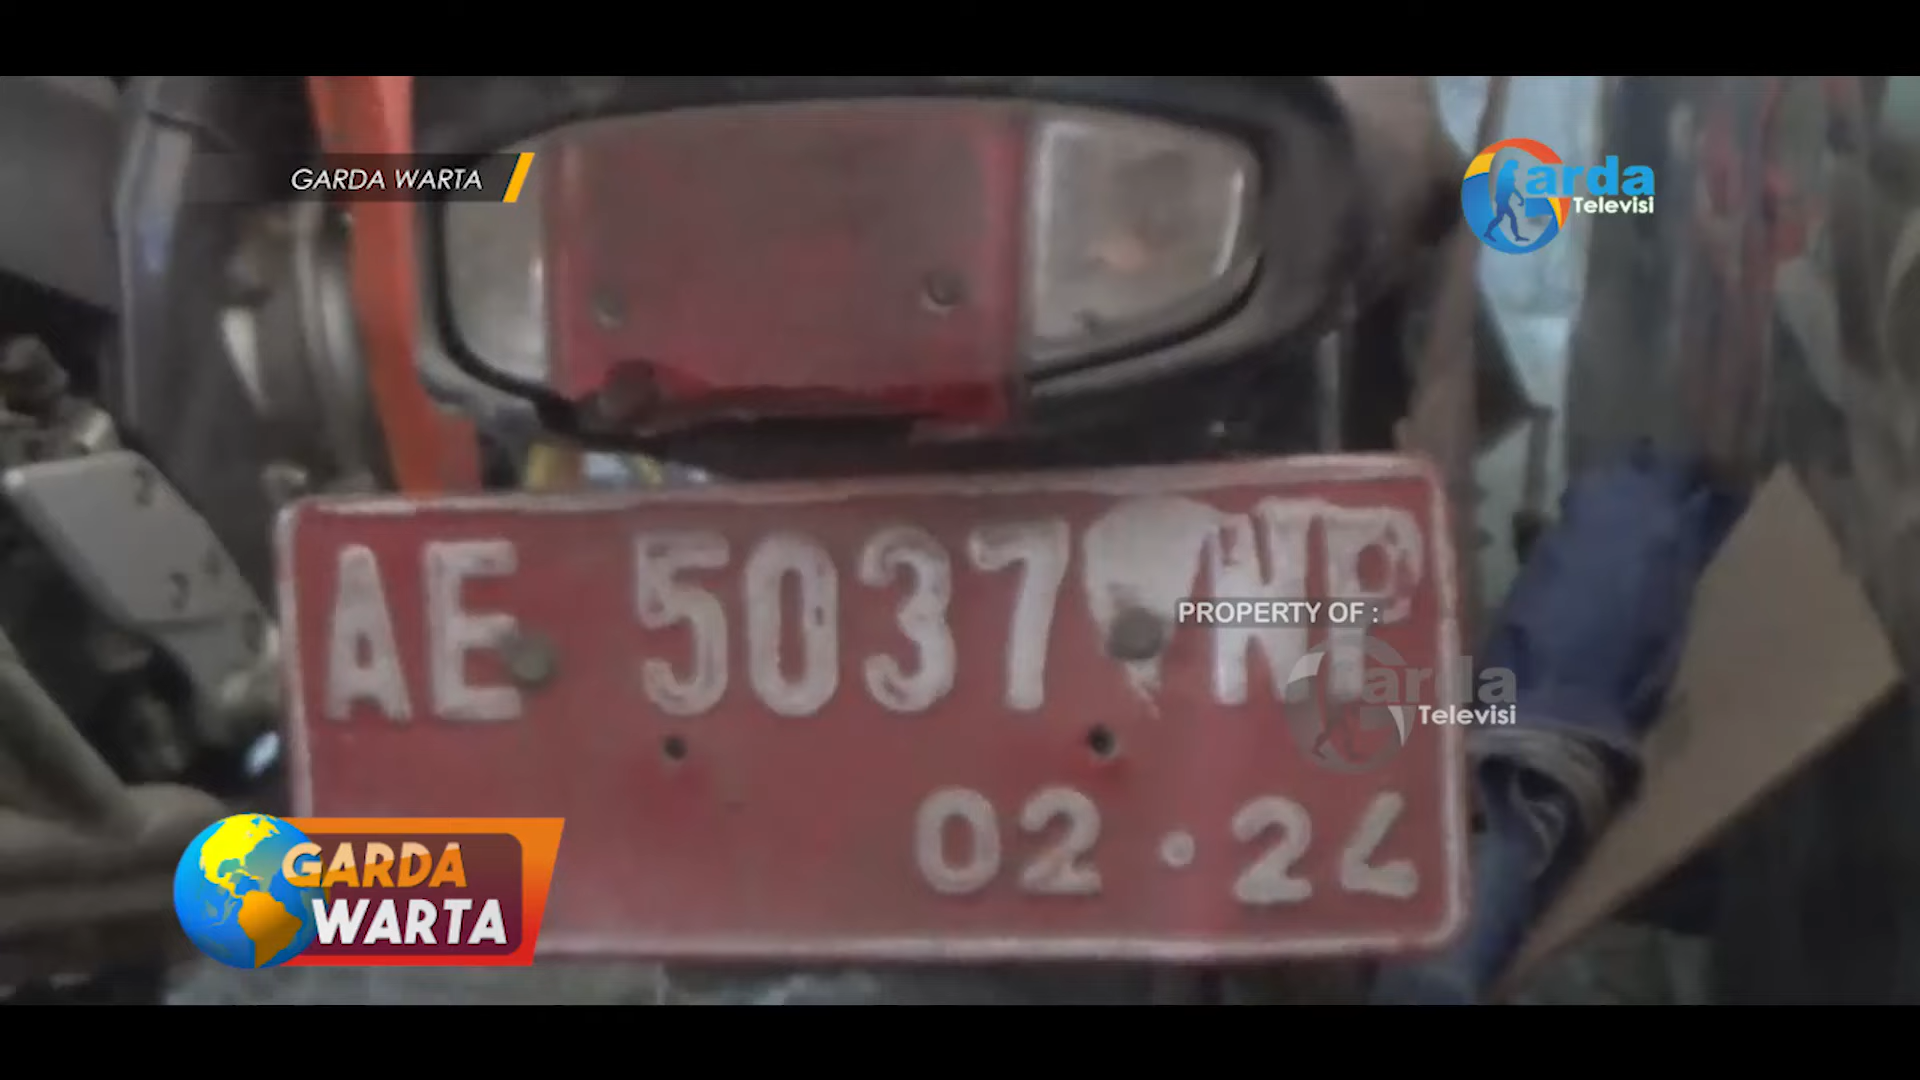 GARDA WARTA
Garda
Televisi
AE 5037 NP
PROPERTY OF :
Garda
Televisi
02 • 24
GARDA
WARTA